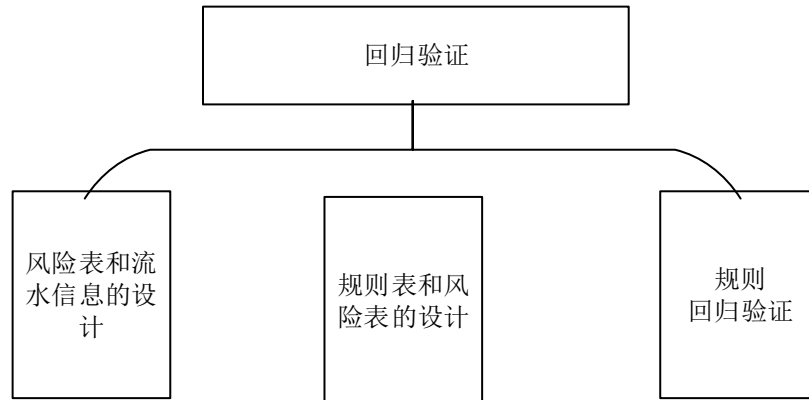 回归验证
风险表和流
水信息的设
计
规则表和风
险表的设计
规则
回归验证